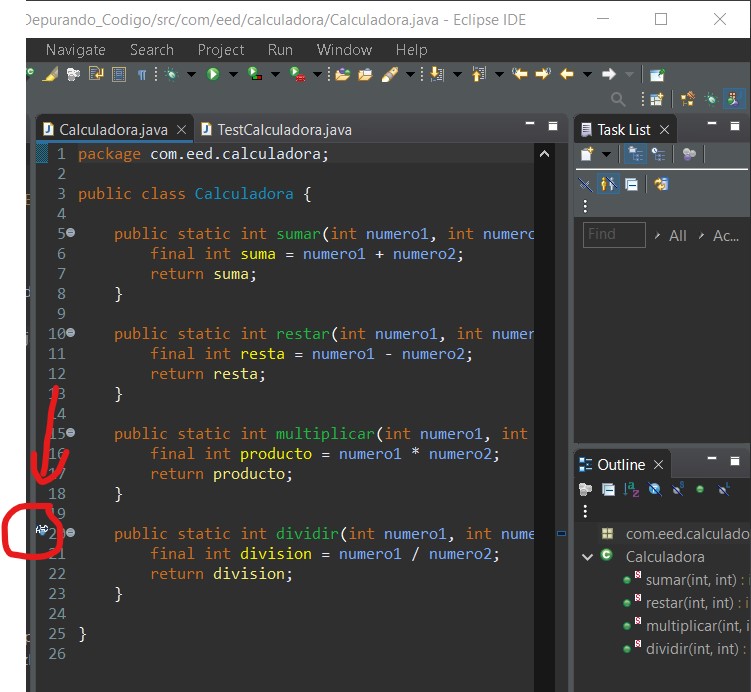 Depurando_Codigo/src/com/eed/calculadora/Calculadora.java - Eclipse IDE
Navigate Search Project Run Window Help
Calculadora.java TestCalculadora.java
1 package com.eed.calculadora;
2
3 public class Calculadora {
4
5 public static int sumar(int numero1, int numero
6 final int suma = numero1 + numero2;
7 return suma;
8 }
9
10 public static int restar(int numero1, int numer
11 final int resta = numero1 - numero2;
12 return resta;
13 }
14
15 public static int multiplicar(int numero1, int
16 final int producto = numero1 * numero2;
17 return producto;
18 }
19
20 public static int dividir(int numero1, int nume
21 final int division = numero1 / numero2;
22 return division;
23 }
24
25 }
26
Task List
Find All Ac...
Outline
com.eed.calculado
Calculadora
sumar(int, int) : i
restar(int, int) : i
multiplicar(int, i
dividir(int, int) :